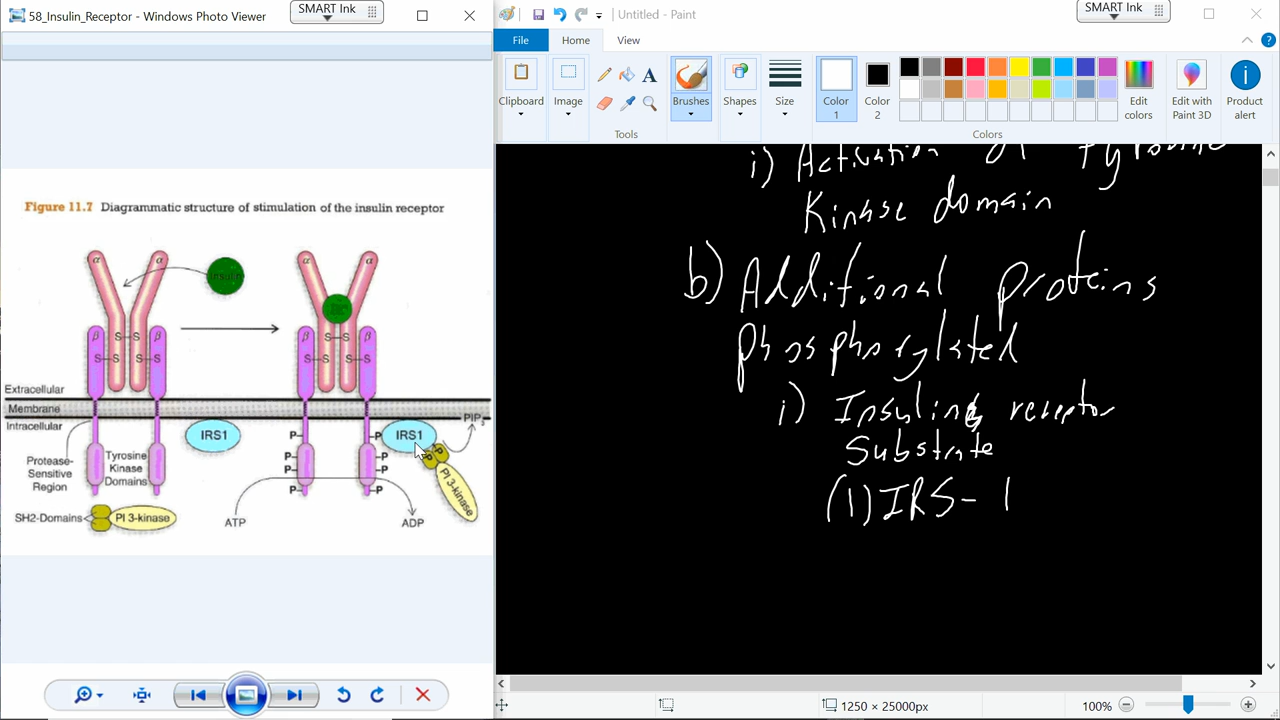 58_Insulin_Receptor - Windows Photo Viewer
SMART Ink
Figure 11.7 Diagrammatic structure of stimulation of the insulin receptor
α α insulin α α
β β β β
S—S S—S
S—S S—S S—S S—S
Extracellular
Membrane
Intracellular
PIP3
IRS1 P P IRS1
P P P
Protease-Sensitive Region
Tyrosine Kinase Domains
P P P P
PI 3-kinase
SH2-Domains PI 3-kinase
ATP ADP
Untitled - Paint
SMART Ink
File Home View
Clipboard Image Tools Brushes Shapes Size Color 1 Color 2 Colors Edit colors Edit with Paint 3D Product alert
i) Activation of tyrosine
Kinase domain
b) Additional proteins
phosphorylated
i) Insulin receptor
Substrate
(1) IRS-1
1250 × 25000px
100%